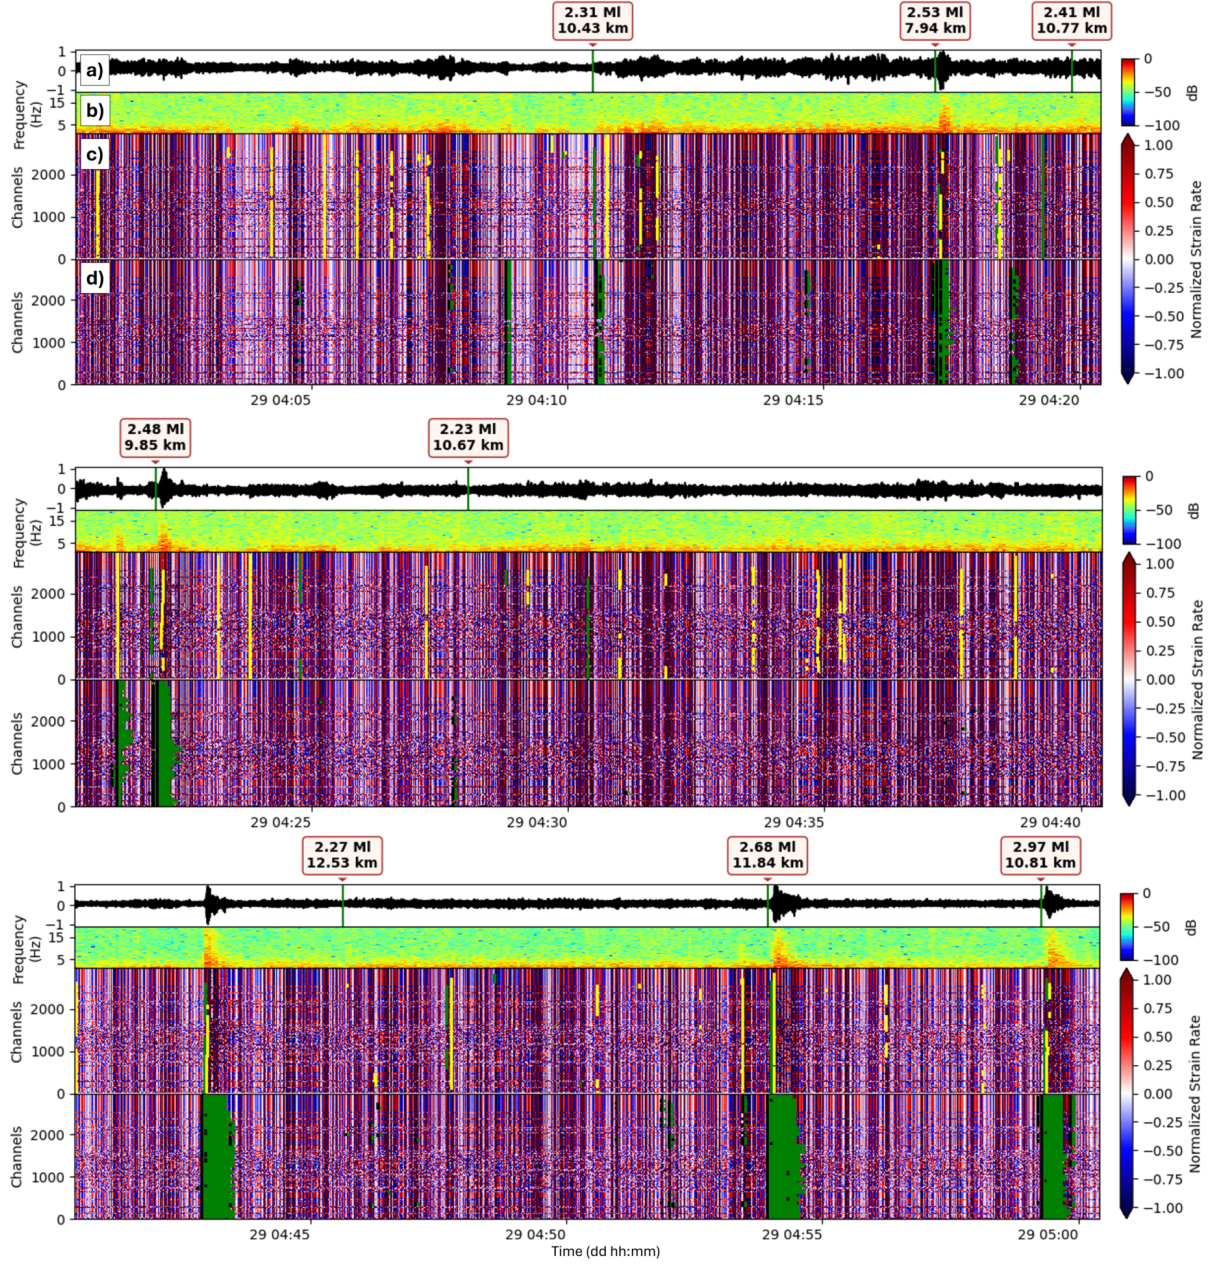 2.31 Ml
10.43 km
2.53 Ml
7.94 km
2.41 Ml
10.77 km
1
0
−1
a)
0
−50
−100
dB
Frequency
(Hz)
15
5
b)
Channels
2000
1000
0
c)
1.00
0.75
0.50
0.25
0.00
−0.25
−0.50
−0.75
−1.00
Normalized Strain Rate
Channels
2000
1000
0
d)
29 04:05
29 04:10
29 04:15
29 04:20
2.48 Ml
9.85 km
2.23 Ml
10.67 km
1
0
−1
0
−50
−100
dB
Frequency
(Hz)
15
5
Channels
2000
1000
0
1.00
0.75
0.50
0.25
0.00
−0.25
−0.50
−0.75
−1.00
Normalized Strain Rate
Channels
2000
1000
0
29 04:25
29 04:30
29 04:35
29 04:40
2.27 Ml
12.53 km
2.68 Ml
11.84 km
2.97 Ml
10.81 km
1
0
−1
0
−50
−100
dB
Frequency
(Hz)
15
5
Channels
2000
1000
0
1.00
0.75
0.50
0.25
0.00
−0.25
−0.50
−0.75
−1.00
Normalized Strain Rate
Channels
2000
1000
0
29 04:45
29 04:50
29 04:55
29 05:00
Time (dd hh:mm)